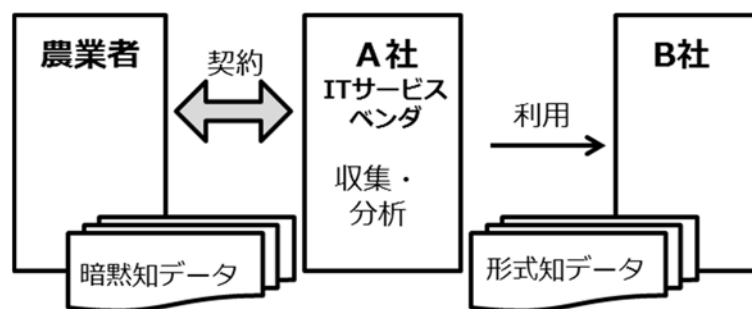 農業者
契約
A社
ITサービス
ベンダ
収集・
分析
利用
B社
暗黙知データ
形式知データ